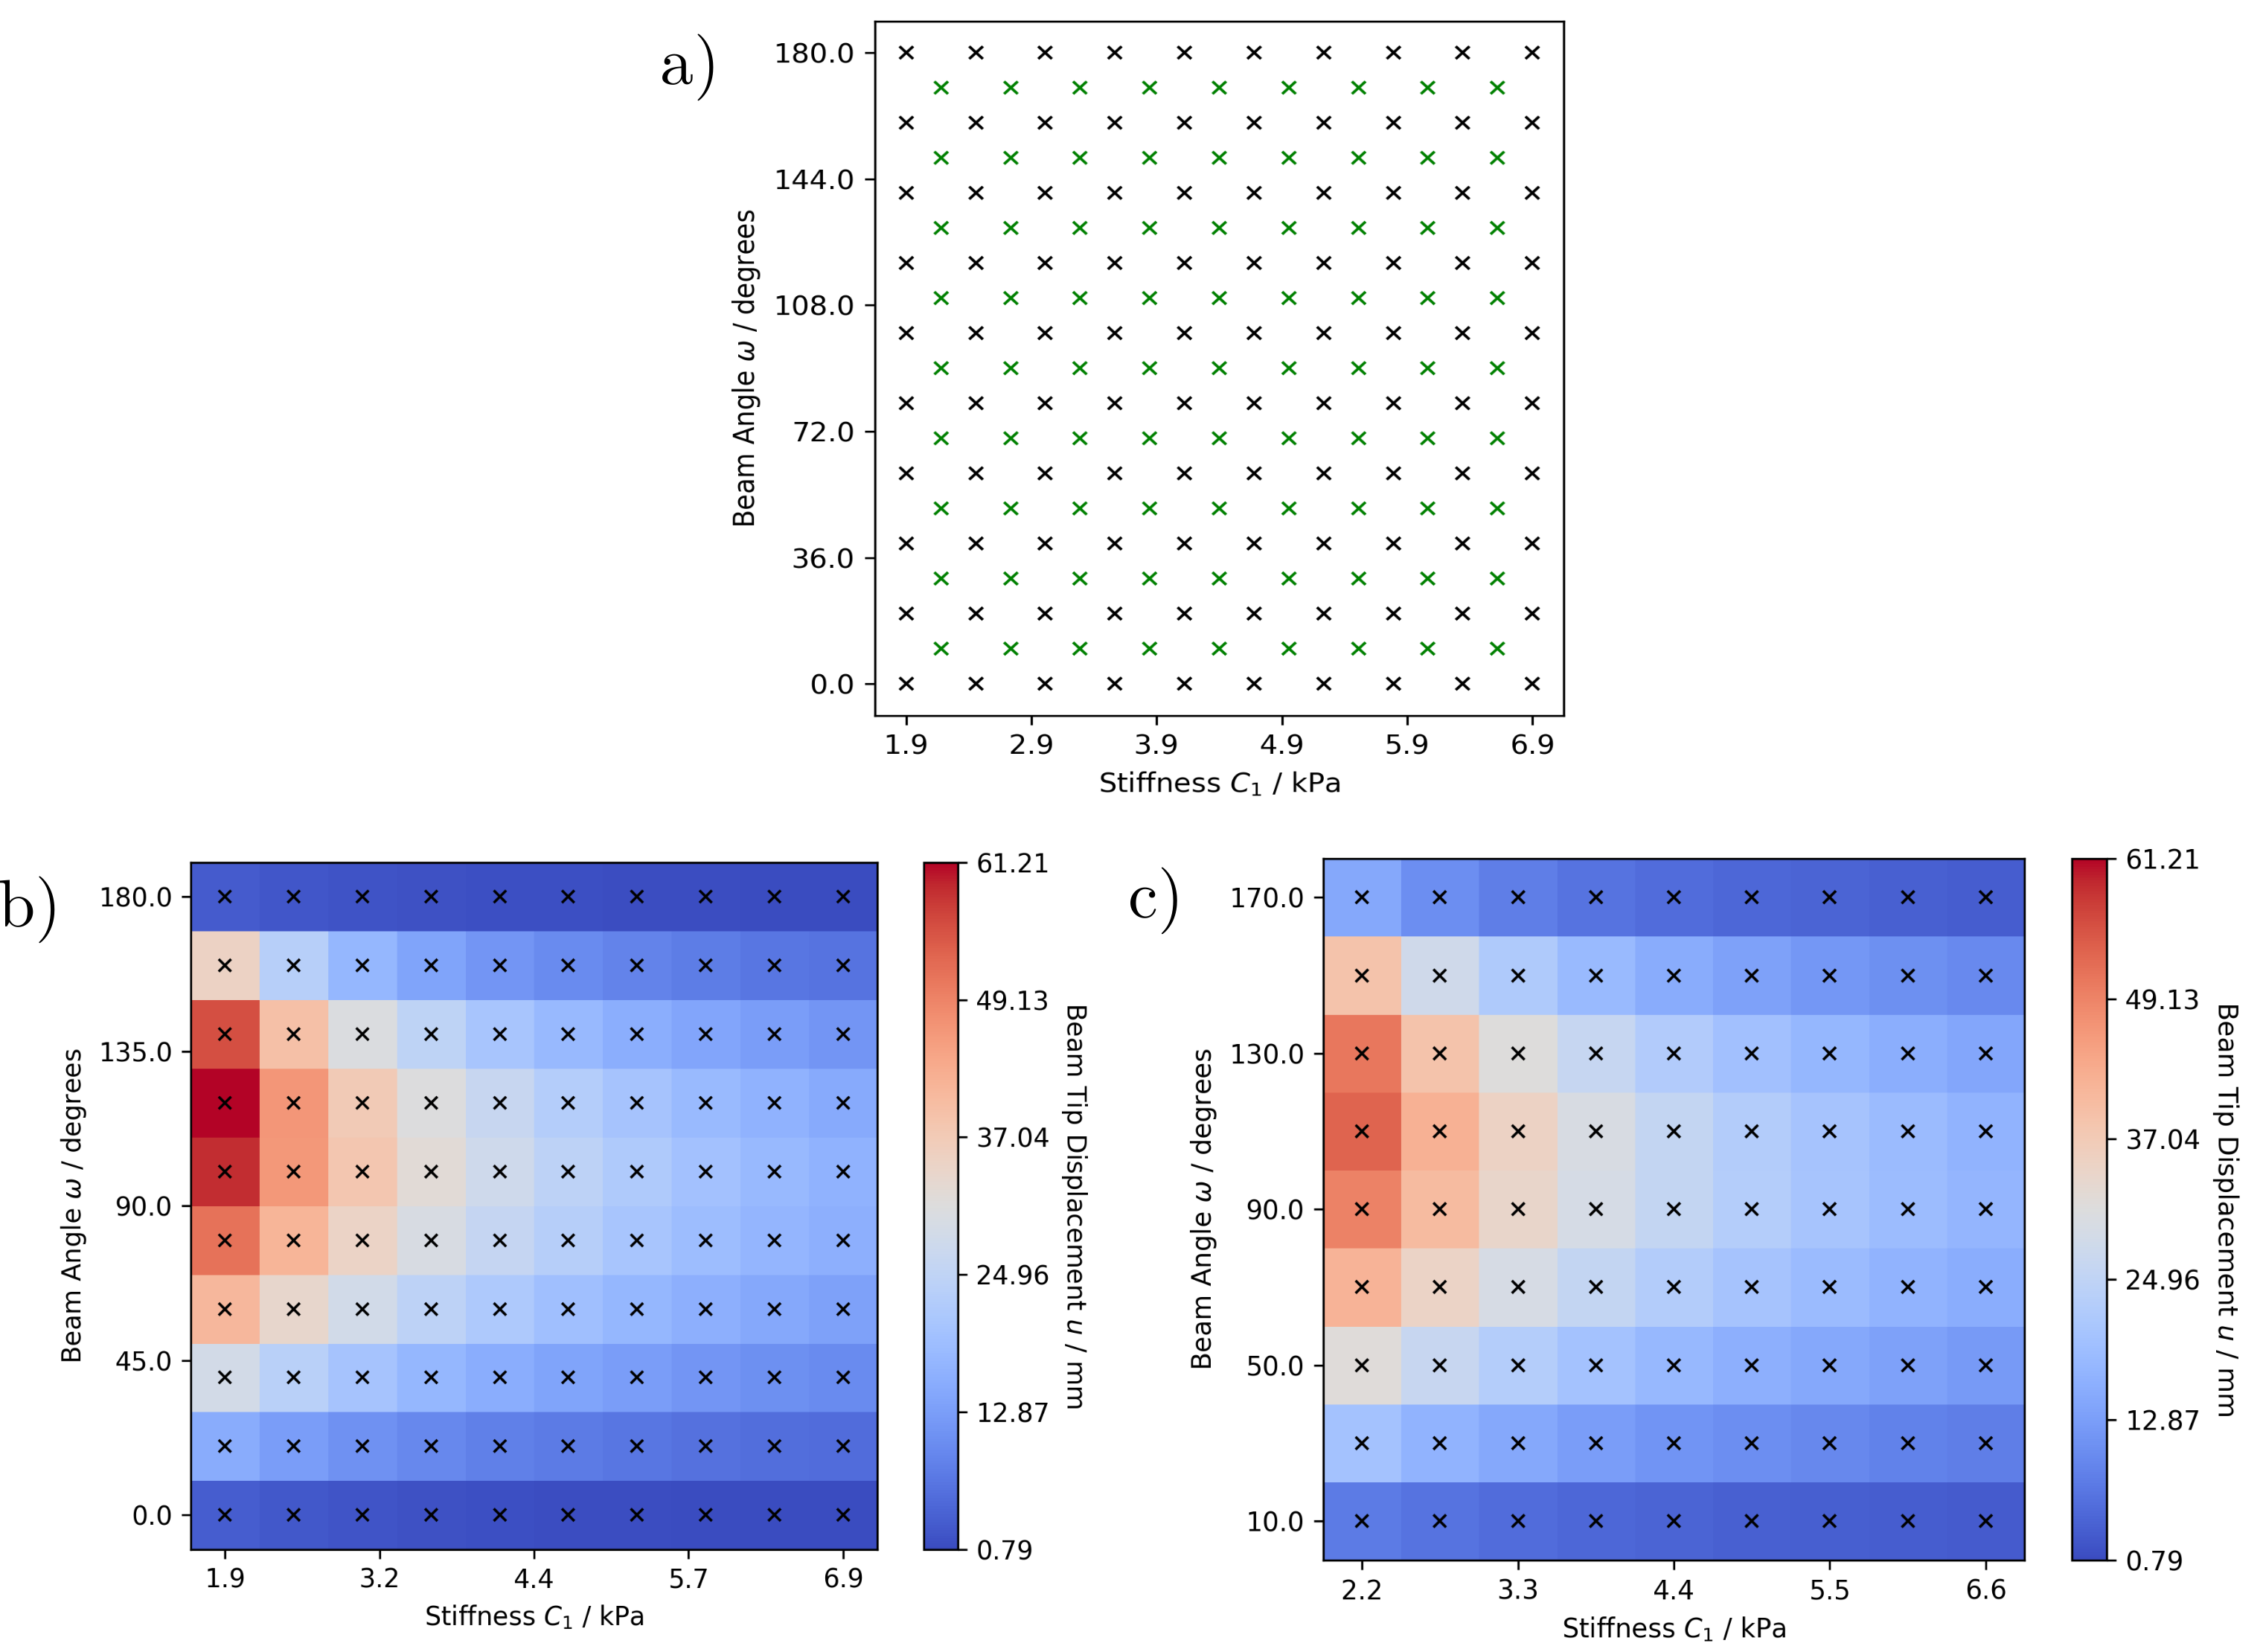 a)
180.0
144.0
108.0
72.0
36.0
0.0
Beam Angle ω / degrees
1.9 2.9 3.9 4.9 5.9 6.9
Stiffness C₁ / kPa
b)
180.0
135.0
90.0
45.0
0.0
Beam Angle ω / degrees
1.9 3.2 4.4 5.7 6.9
Stiffness C₁ / kPa
61.21
49.13
37.04
24.96
12.87
0.79
Beam Tip Displacement u / mm
c)
170.0
130.0
90.0
50.0
10.0
Beam Angle ω / degrees
2.2 3.3 4.4 5.5 6.6
Stiffness C₁ / kPa
61.21
49.13
37.04
24.96
12.87
0.79
Beam Tip Displacement u / mm